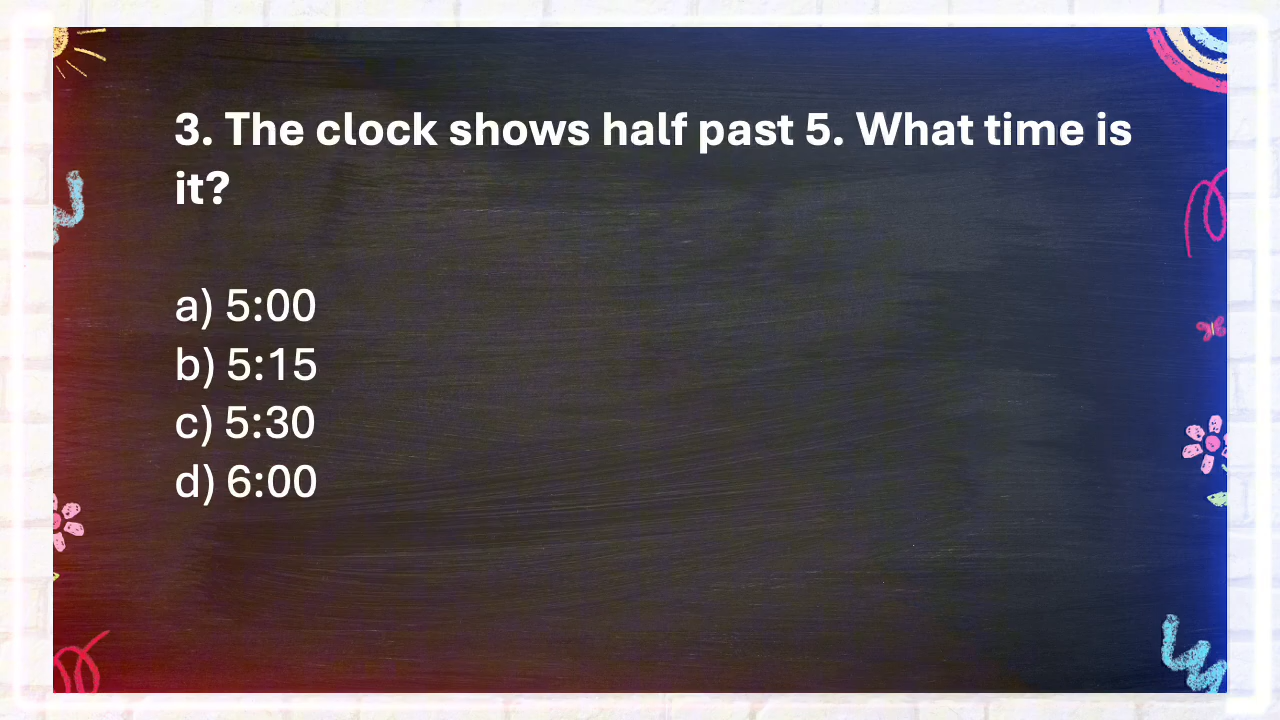 3. The clock shows half past 5. What time is
it?
a) 5:00
b) 5:15
c) 5:30
d) 6:00